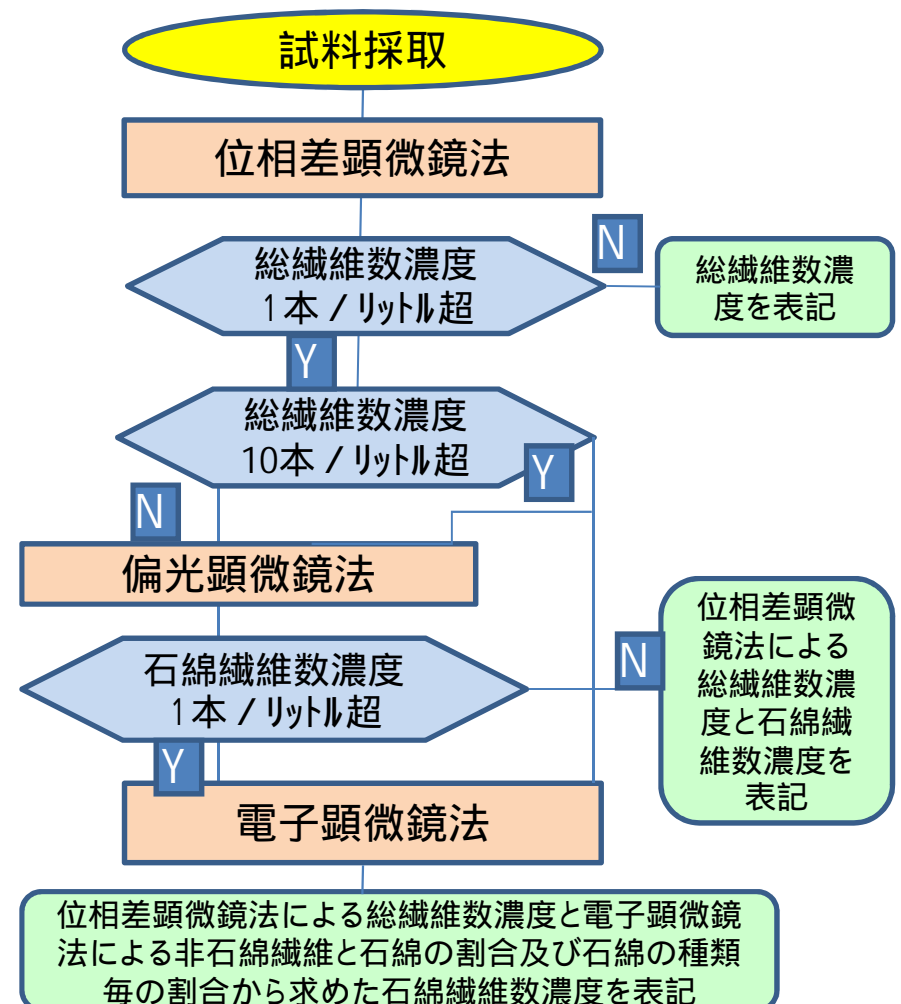 試料採取
位相差顕微鏡法
総繊維数濃度
1本／リットル超
N
総繊維数濃
度を表記
Y
総繊維数濃度
10本／リットル超
Y
N
偏光顕微鏡法
石綿繊維数濃度
1本／リットル超
N
位相差顕微
鏡法による
総繊維数濃
度と石綿繊
維数濃度を
表記
Y
電子顕微鏡法
位相差顕微鏡法による総繊維数濃度と電子顕微鏡
法による非石綿繊維と石綿の割合及び石綿の種類
毎の割合から求めた石綿繊維数濃度を表記